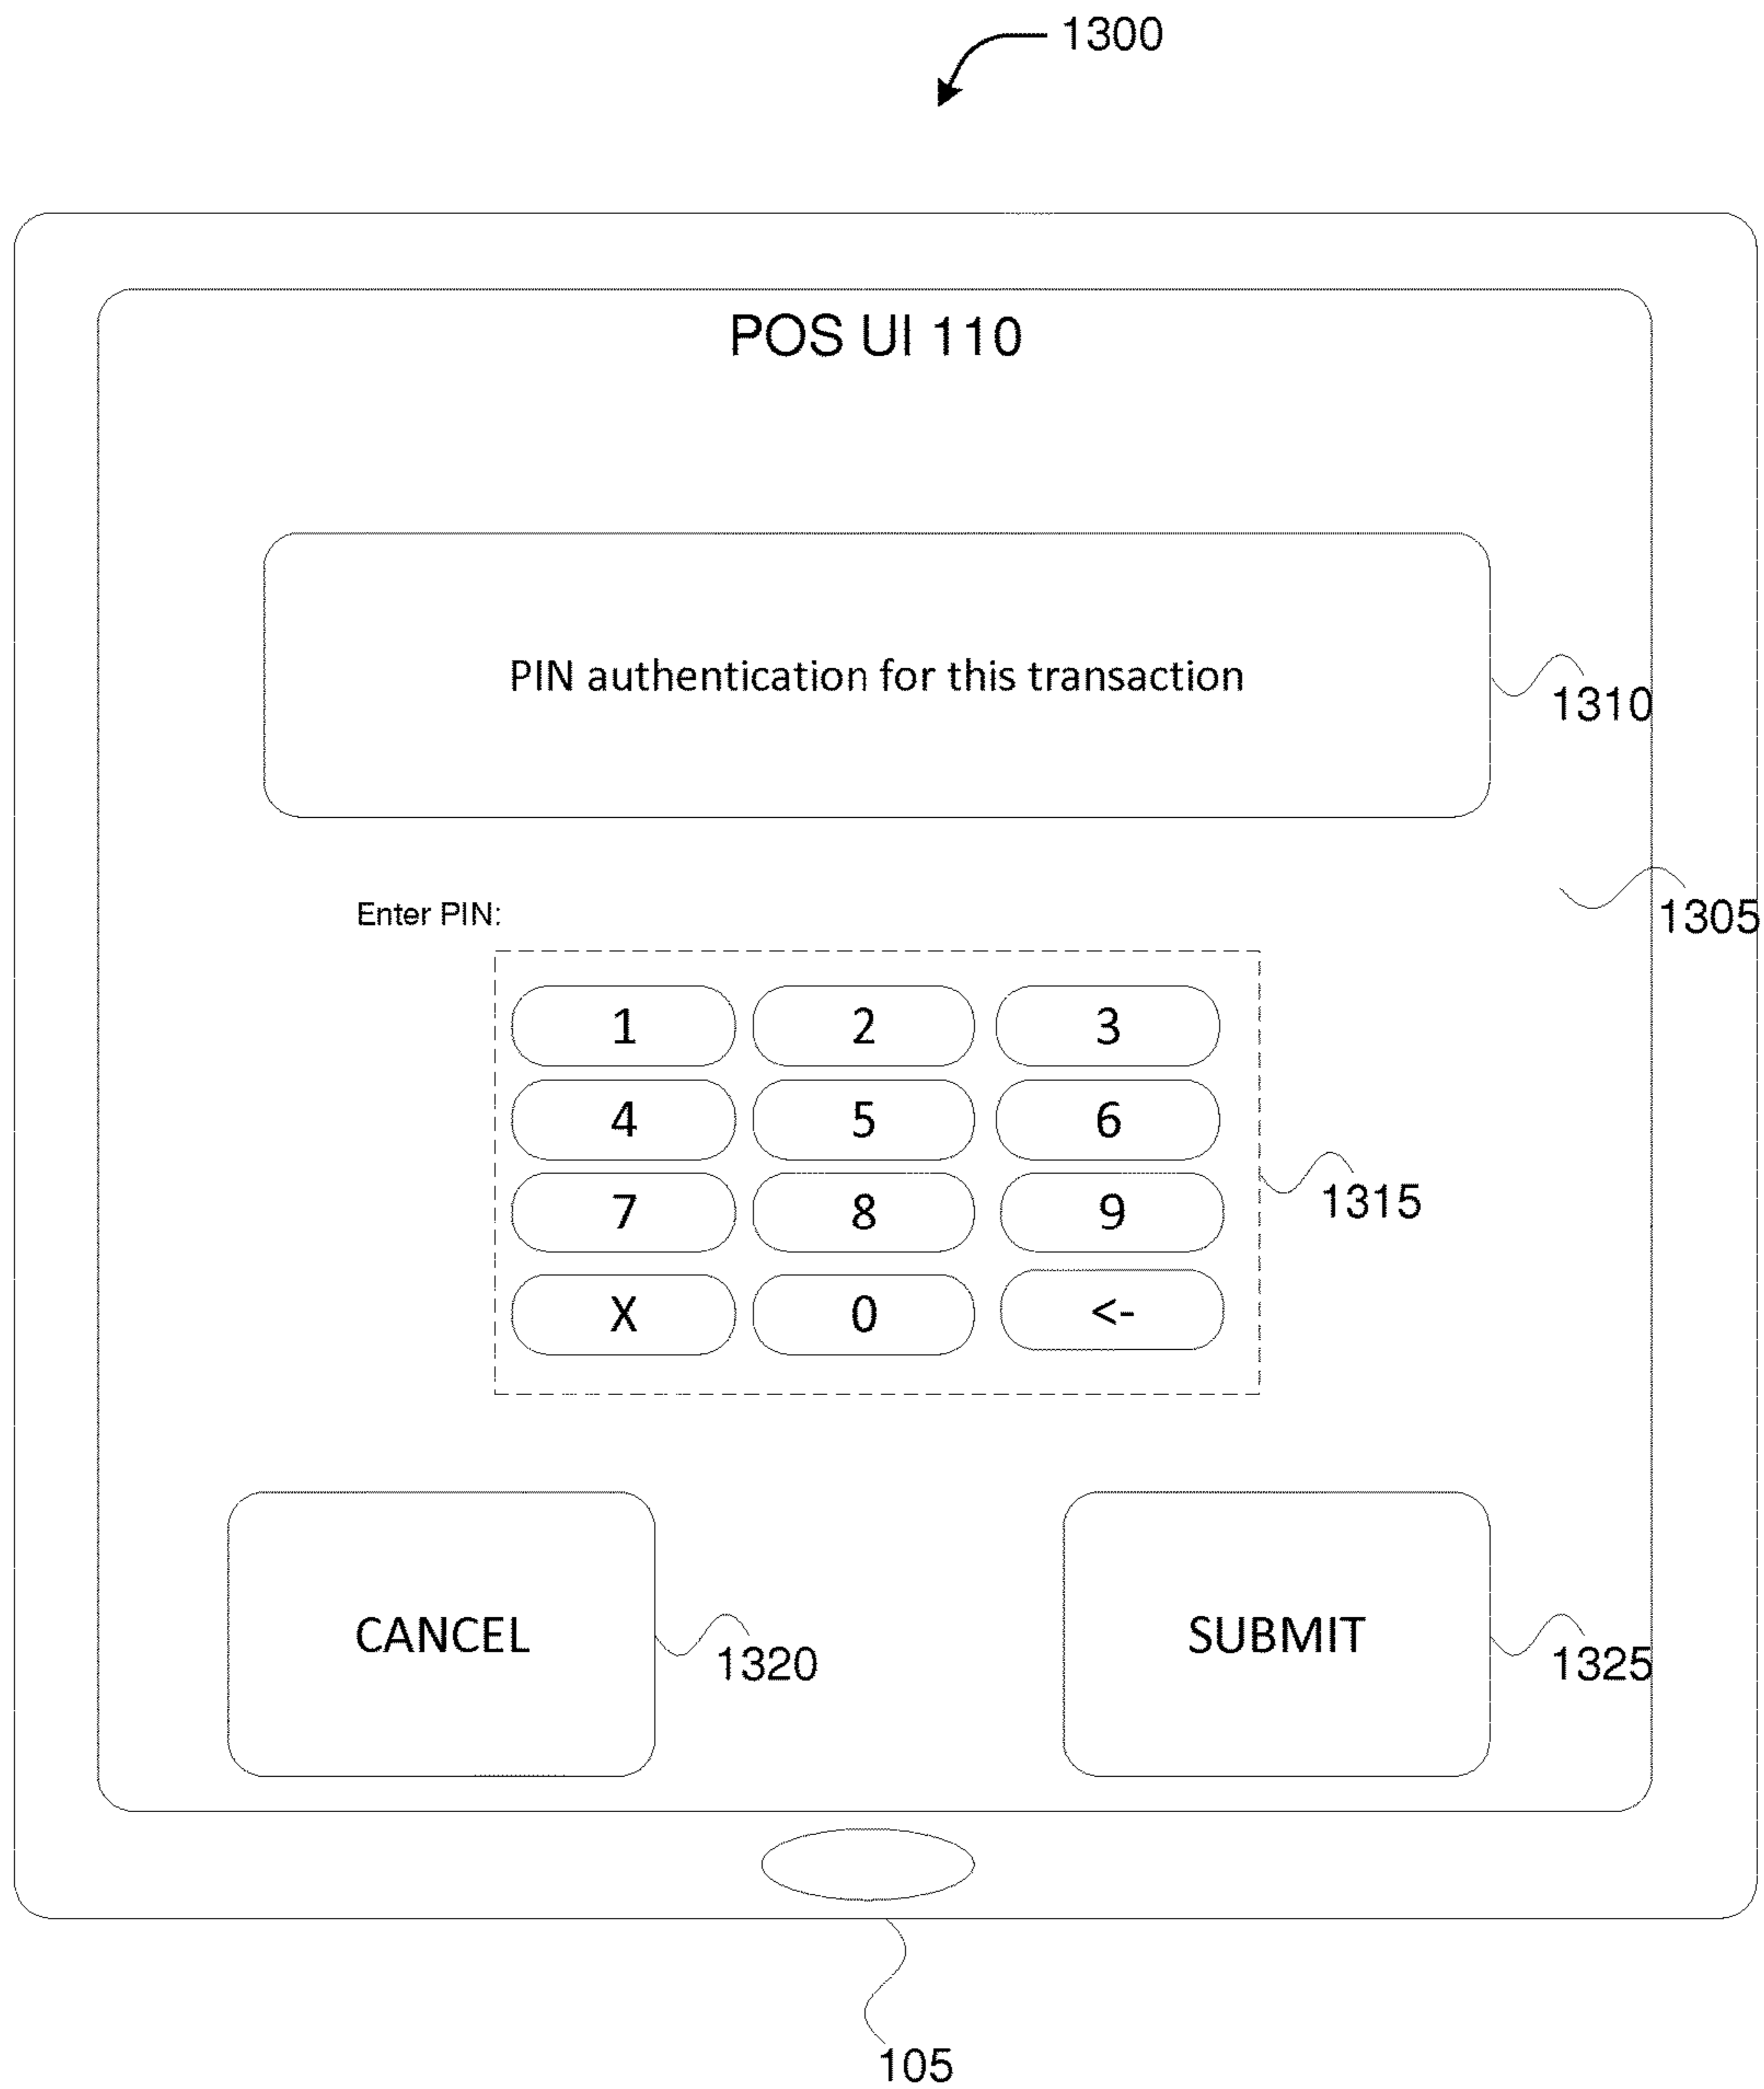 1300
POS UI 110
PIN authentication for this transaction
1310
1305
Enter PIN:
1 2 3
4 5 6
7 8 9
1315
X 0 <-
CANCEL
1320
SUBMIT
1325
105